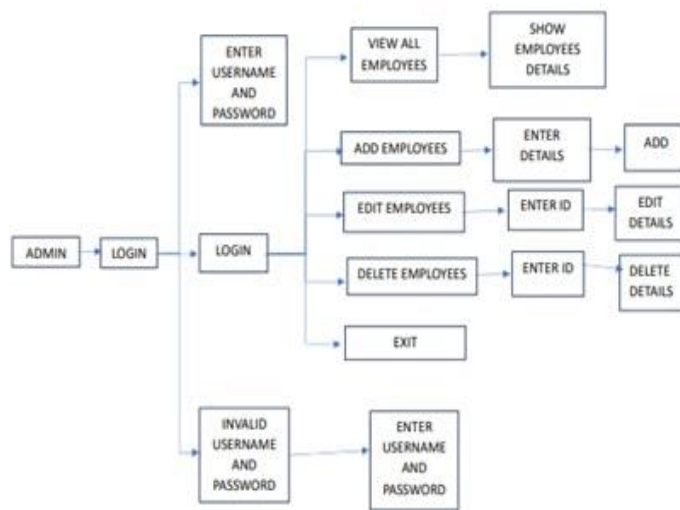 ENTER
USERNAME
AND
PASSWORD
VIEW ALL
EMPLOYEES
SHOW
EMPLOYEES
DETAILS
ADD EMPLOYEES
ENTER
DETAILS
ADD
EDIT EMPLOYEES
ENTER ID
EDIT
DETAILS
ADMIN
LOGIN
LOGIN
DELETE EMPLOYEES
ENTER ID
DELETE
DETAILS
EXIT
INVALID
USERNAME
AND
PASSWORD
ENTER
USERNAME
AND
PASSWORD